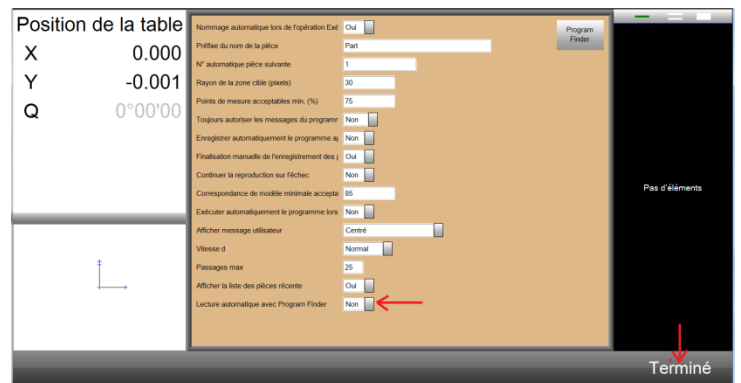 Position de la table
X 0.000
Y -0.001
Q 0°00'00
Nommage automatique lors de l'opération Exé Oui
Préfixe du nom de la pièce Part
N° automatique pièce suivante 1
Rayon de la zone cible (pixels) 30
Points de mesure acceptables min. (%) 75
Toujours autoriser les messages du programr Non
Enregistrer automatiquement le programme a Non
Finalisation manuelle de l'enregistrement des Oui
Continuer la reproduction sur l'échec Non
Correspondance de modèle minimale accepta 85
Exécuter automatiquement le programme lors Non
Afficher message utilisateur Centré
Vitesse d Normal
Passages max 25
Afficher la liste des pièces récente Oui
Lecture automatique avec Program Finder Non
Program
Finder
Pas d'éléments
Terminé